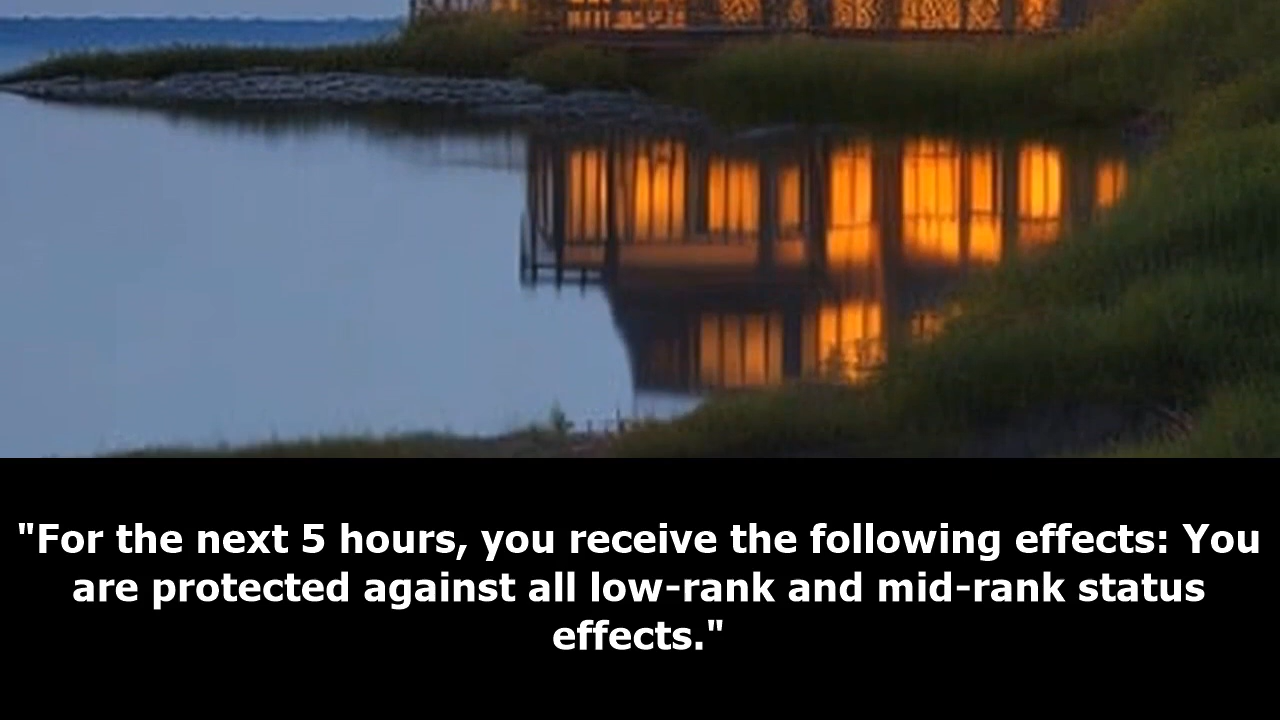 "For the next 5 hours, you receive the following effects: You
are protected against all low-rank and mid-rank status
effects."